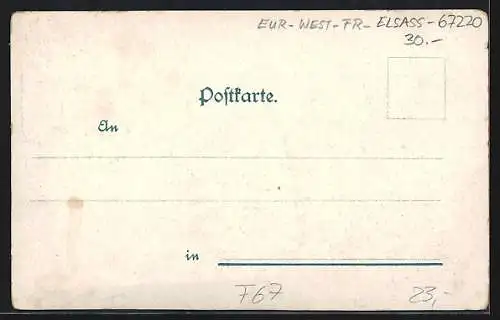 EUR-WEST-FR-ELSASS-67220
30.-
Postkarte.
An
in
F67
23,-